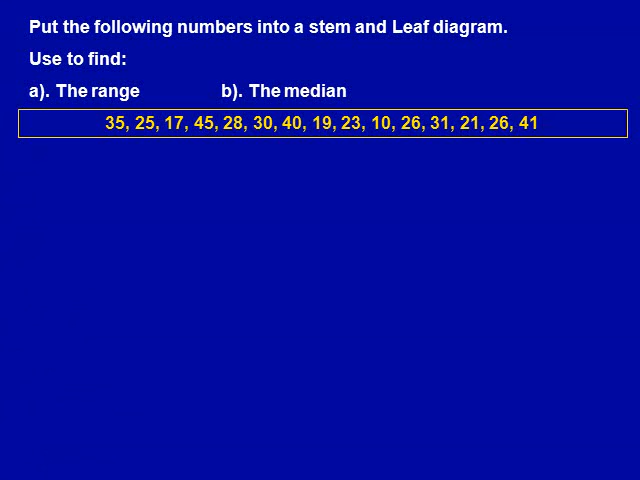 Put the following numbers into a stem and Leaf diagram.
Use to find:
a). The range b). The median
35, 25, 17, 45, 28, 30, 40, 19, 23, 10, 26, 31, 21, 26, 41